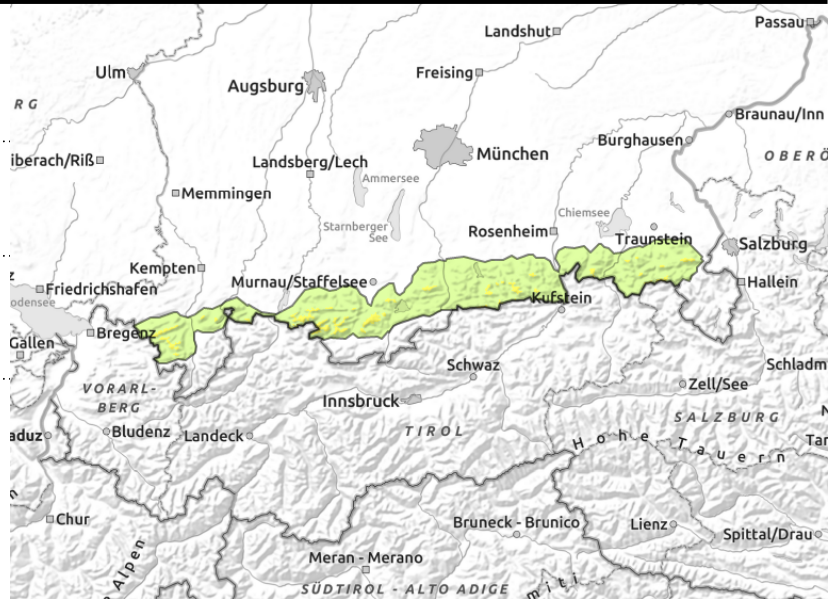 Passau
Landshut
Ulm
Freising
Augsburg
RG
Braunau/Inn
Burghausen
iberach/Riß
Landsberg/Lech
München
OBERÖ
Ammersee
Memmingen
Starnberger
See
Chiemsee
Rosenheim
Traunstein
Salzburg
Kempten
Murnau/Staffelsee
z
Friedrichshafen
Hallein
odensee
Kufstein
Bregenz
Gallen
Schwaz
Schladm
VORARL-
BERG
Zell/See
Innsbruck
SALZBURG
N
aduz
Bludenz
Landeck
TIROL
Hohe Tauern
Tar
Chur
Bruneck - Brunico
Lienz
Spittal/Drau
Meran - Merano
n
Alpen
SÜDTIROL - ALTO ADIGE
miti